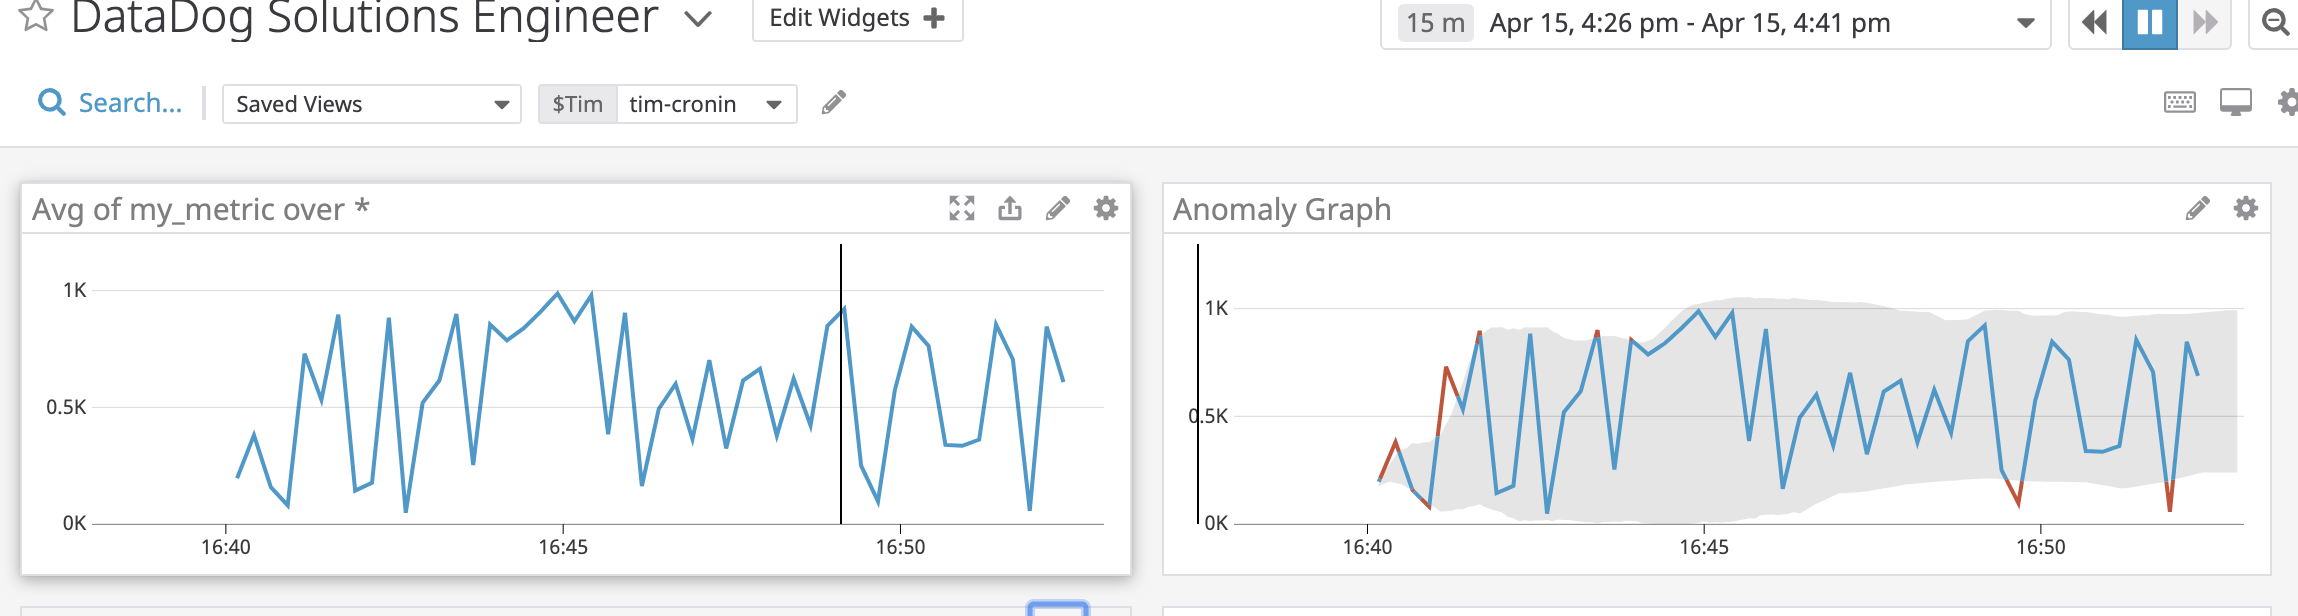 DataDog Solutions Engineer Edit Widgets 15 m Apr 15, 4:26 pm - Apr 15, 4:41 pm
Search... Saved Views $Tim tim-cronin
Avg of my_metric over *
1K
0.5K
0K
16:40 16:45 16:50
Anomaly Graph
1K
0.5K
0K
16:40 16:45 16:50